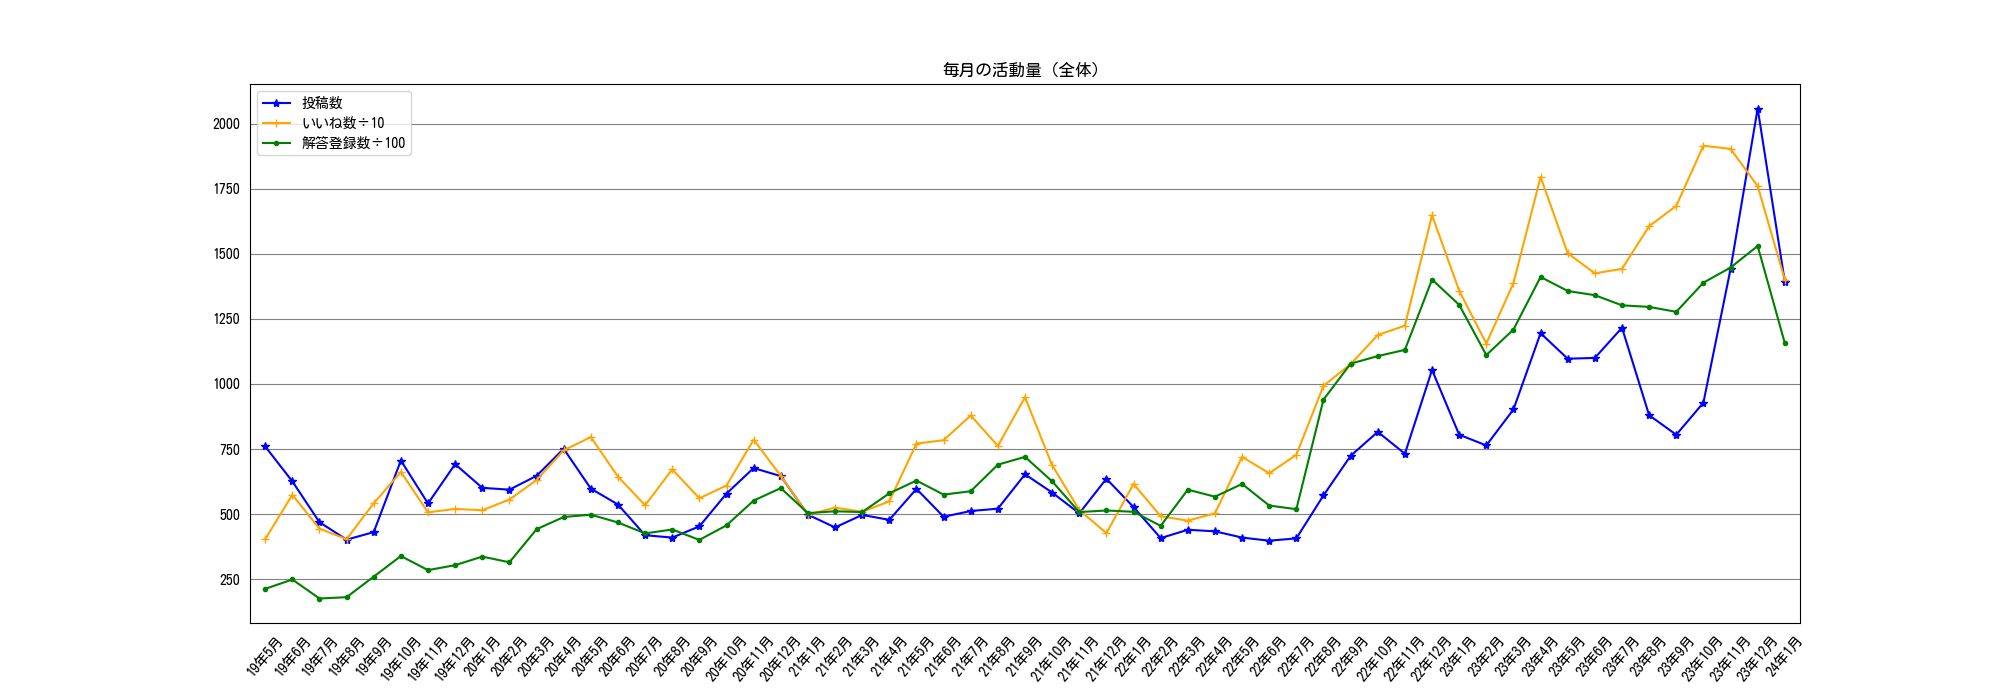 毎月の活動量（全体）
投稿数
いいね数÷10
解答登録数÷100
2000
1750
1500
1250
1000
750
500
250
19年5月
19年6月
19年7月
19年8月
19年9月
19年10月
19年11月
19年12月
20年1月
20年2月
20年3月
20年4月
20年5月
20年6月
20年7月
20年8月
20年9月
20年10月
20年11月
20年12月
21年1月
21年2月
21年3月
21年4月
21年5月
21年6月
21年7月
21年8月
21年9月
21年10月
21年11月
21年12月
22年1月
22年2月
22年3月
22年4月
22年5月
22年6月
22年7月
22年8月
22年9月
22年10月
22年11月
22年12月
23年1月
23年2月
23年3月
23年4月
23年5月
23年6月
23年7月
23年8月
23年9月
23年10月
23年11月
23年12月
24年1月